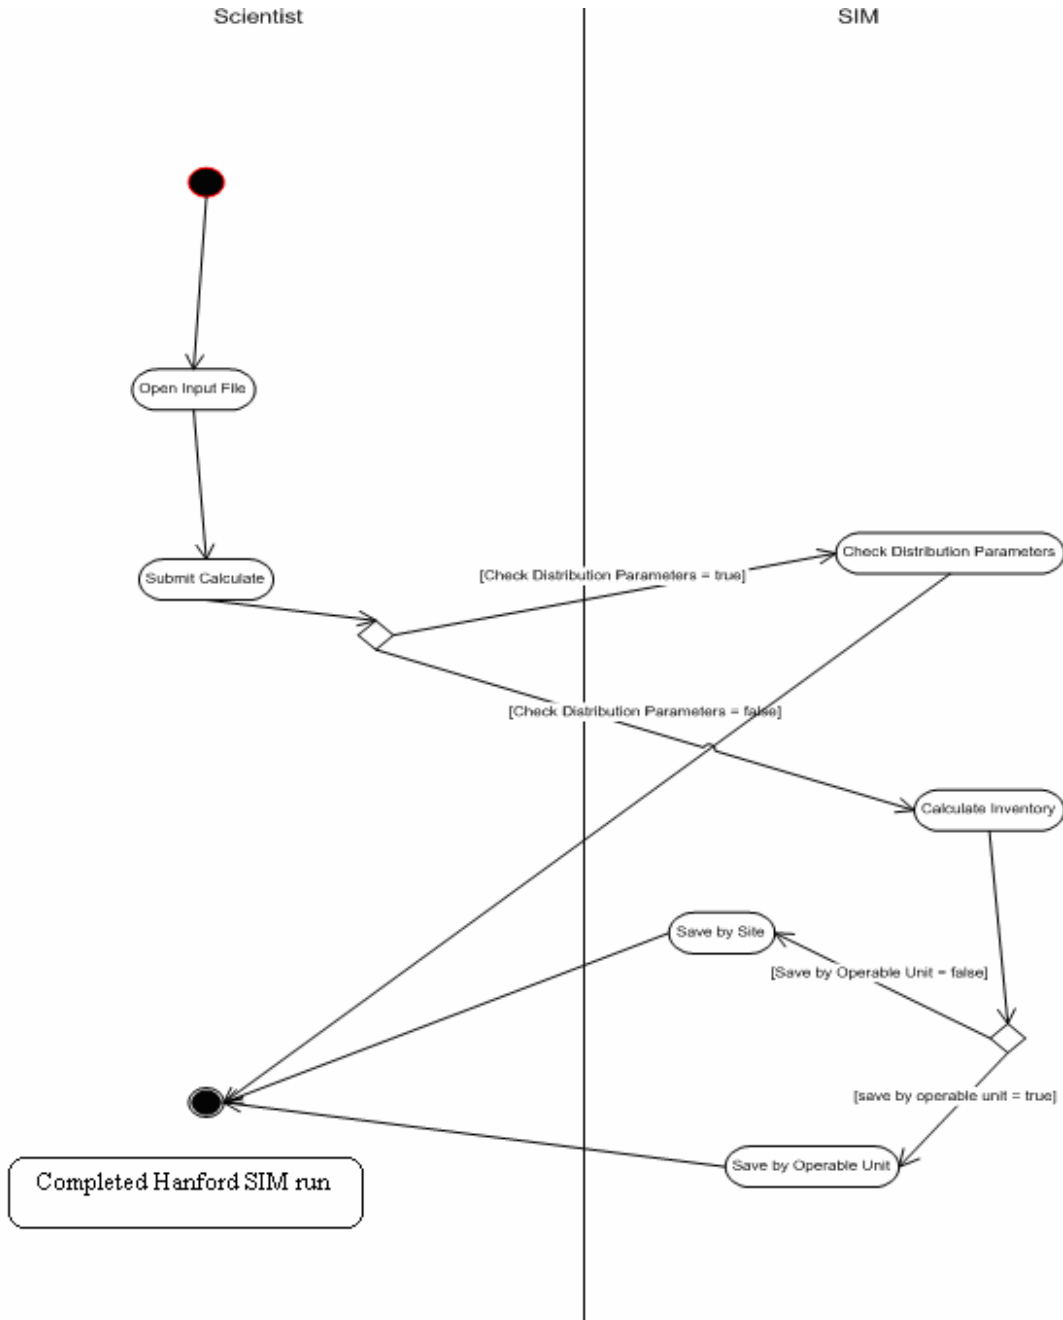 Scientist
SIM
Open Input File
Check Distribution Parameters
Submit Calculate
[Check Distribution Parameters = true]
[Check Distribution Parameters = false]
Calculate Inventory
Save by Site
[Save by Operable Unit = false]
[save by operable unit = true]
Save by Operable Unit
Completed Hanford SIM run